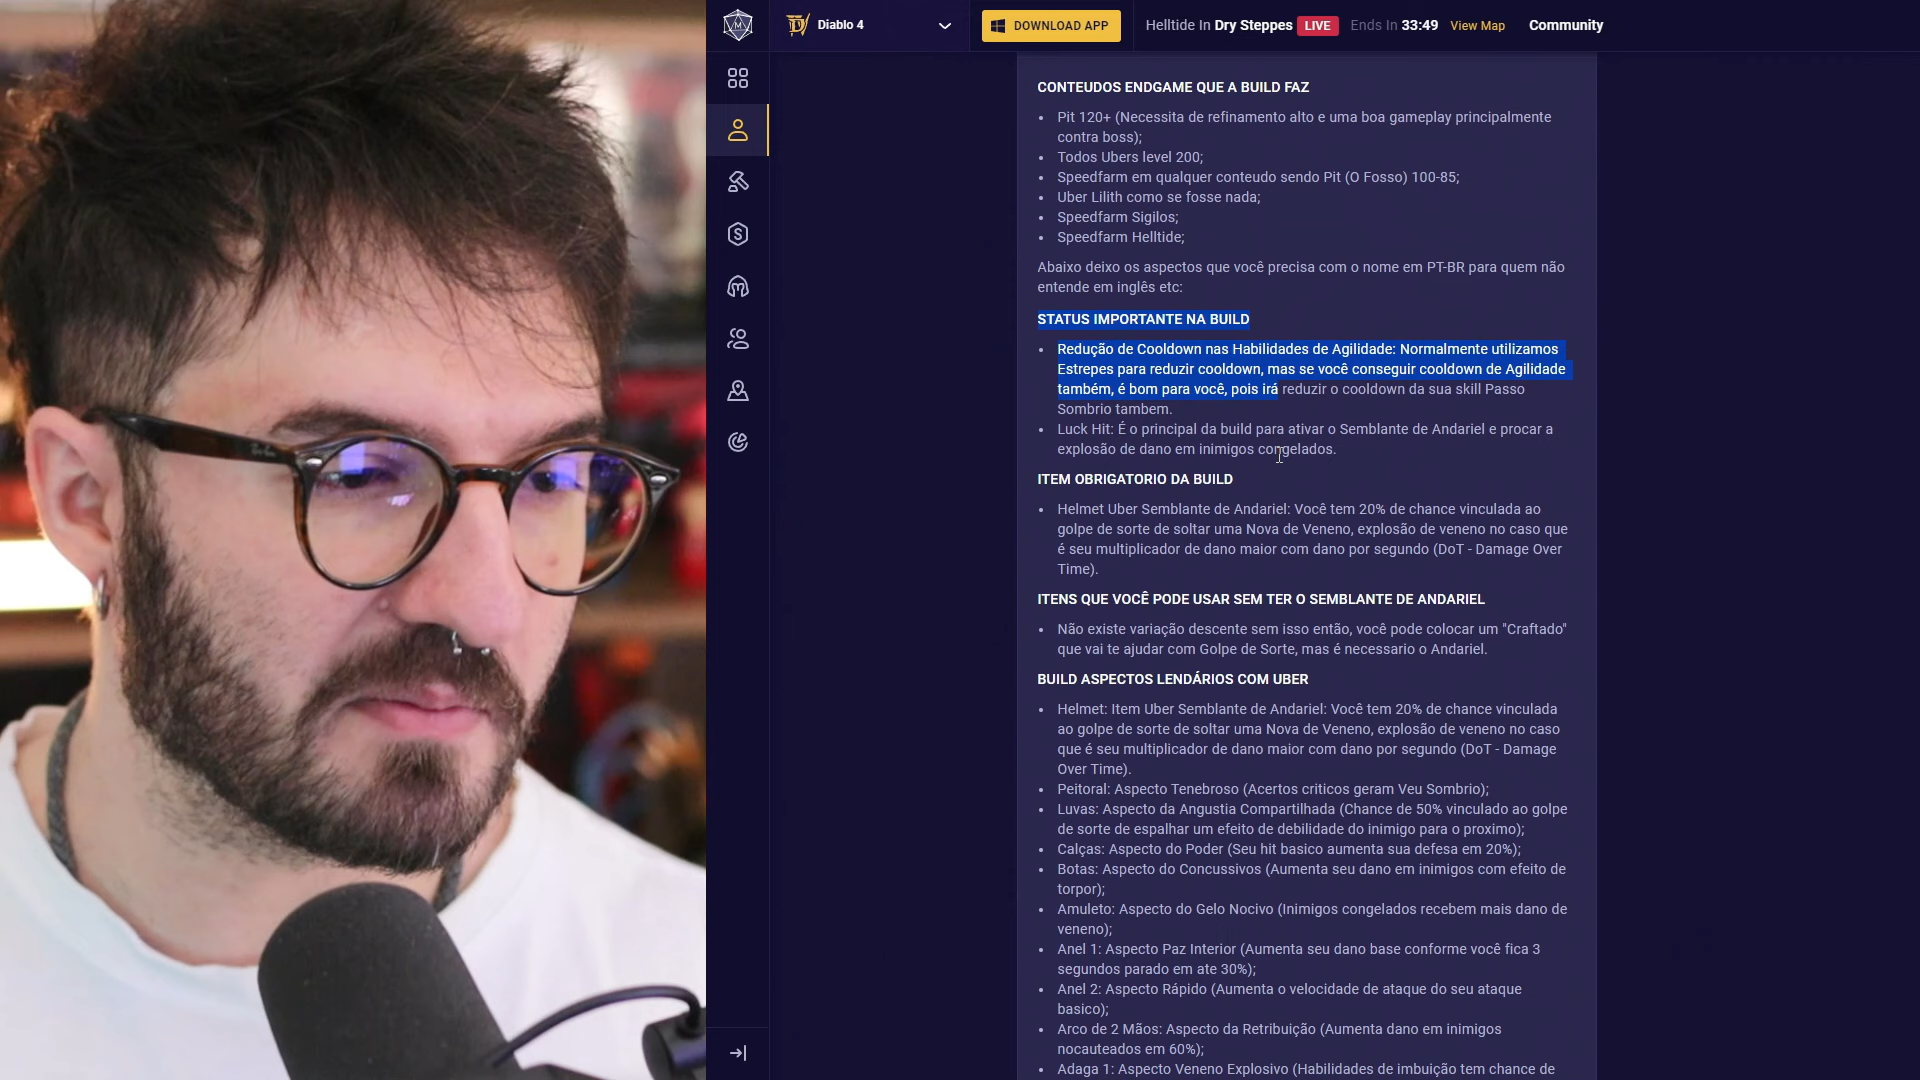 Diablo 4
DOWNLOAD APP
Helltide In Dry Steppes LIVE Ends In 33:49 View Map
Community
CONTEUDOS ENDGAME QUE A BUILD FAZ
• Pit 120+ (Necessita de refinamento alto e uma boa gameplay principalmente
contra boss);
• Todos Ubers level 200;
• Speedfarm em qualquer conteudo sendo Pit (O Fosso) 100-85;
• Uber Lilith como se fosse nada;
• Speedfarm Sigilos;
• Speedfarm Helltide;
Abaixo deixo os aspectos que você precisa com o nome em PT-BR para quem não
entende em inglês etc:
STATUS IMPORTANTE NA BUILD
• Redução de Cooldown nas Habilidades de Agilidade: Normalmente utilizamos
Estrepes para reduzir cooldown, mas se você conseguir cooldown de Agilidade
também, é bom para você, pois irá reduzir o cooldown da sua skill Passo
Sombrio tambem.
• Luck Hit: É o principal da build para ativar o Semblante de Andariel e procar a
explosão de dano em inimigos congelados.
ITEM OBRIGATORIO DA BUILD
• Helmet Uber Semblante de Andariel: Você tem 20% de chance vinculada ao
golpe de sorte de soltar uma Nova de Veneno, explosão de veneno no caso que
é seu multiplicador de dano maior com dano por segundo (DoT - Damage Over
Time).
ITENS QUE VOCÊ PODE USAR SEM TER O SEMBLANTE DE ANDARIEL
• Não existe variação descente sem isso então, você pode colocar um "Craftado"
que vai te ajudar com Golpe de Sorte, mas é necessario o Andariel.
BUILD ASPECTOS LENDÁRIOS COM UBER
• Helmet: Item Uber Semblante de Andariel: Você tem 20% de chance vinculada
ao golpe de sorte de soltar uma Nova de Veneno, explosão de veneno no caso
que é seu multiplicador de dano maior com dano por segundo (DoT - Damage
Over Time).
• Peitoral: Aspecto Tenebroso (Acertos criticos geram Veu Sombrio);
• Luvas: Aspecto da Angustia Compartilhada (Chance de 50% vinculado ao golpe
de sorte de espalhar um efeito de debilidade do inimigo para o proximo);
• Calças: Aspecto do Poder (Seu hit basico aumenta sua defesa em 20%);
• Botas: Aspecto do Concussivos (Aumenta seu dano em inimigos com efeito de
torpor);
• Amuleto: Aspecto do Gelo Nocivo (Inimigos congelados recebem mais dano de
veneno);
• Anel 1: Aspecto Paz Interior (Aumenta seu dano base conforme você fica 3
segundos parado em ate 30%);
• Anel 2: Aspecto Rápido (Aumenta o velocidade de ataque do seu ataque
basico);
• Arco de 2 Mãos: Aspecto da Retribuição (Aumenta dano em inimigos
nocauteados em 60%);
• Adaga 1: Aspecto Veneno Explosivo (Habilidades de imbuição tem chance de